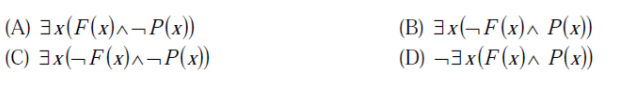 (A) ∃x(F(x)∧¬P(x)) (B) ∃x(¬F(x)∧ P(x))
(C) ∃x(¬F(x)∧¬P(x)) (D) ¬∃x(F(x)∧ P(x))